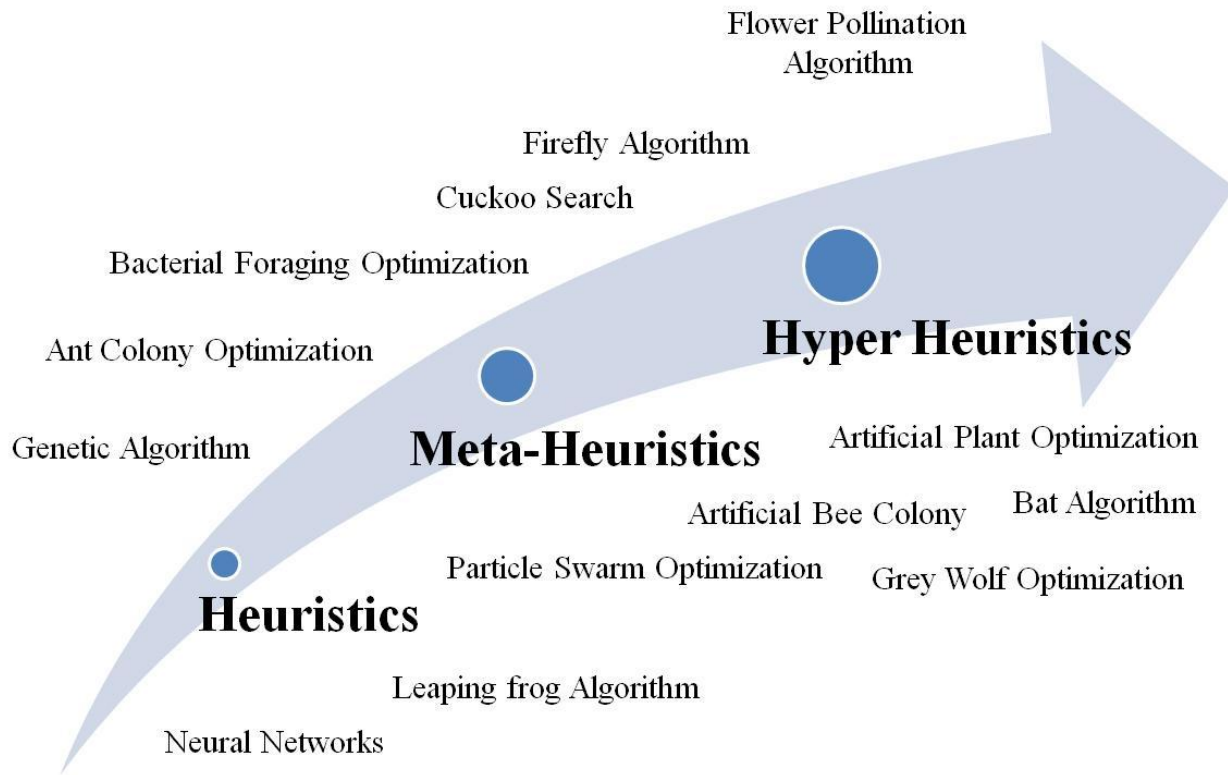 Flower Pollination
Algorithm
Firefly Algorithm
Cuckoo Search
Bacterial Foraging Optimization
Ant Colony Optimization
Hyper Heuristics
Genetic Algorithm
Meta-Heuristics
Artificial Plant Optimization
Artificial Bee Colony
Bat Algorithm
Particle Swarm Optimization
Grey Wolf Optimization
Heuristics
Leaping frog Algorithm
Neural Networks